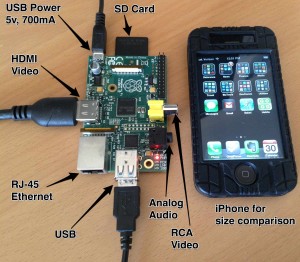 USB Power
5v, 700mA
SD Card
HDMI
Video
RJ-45
Ethernet
USB
Analog
Audio
RCA
Video
iPhone for
size comparison
30